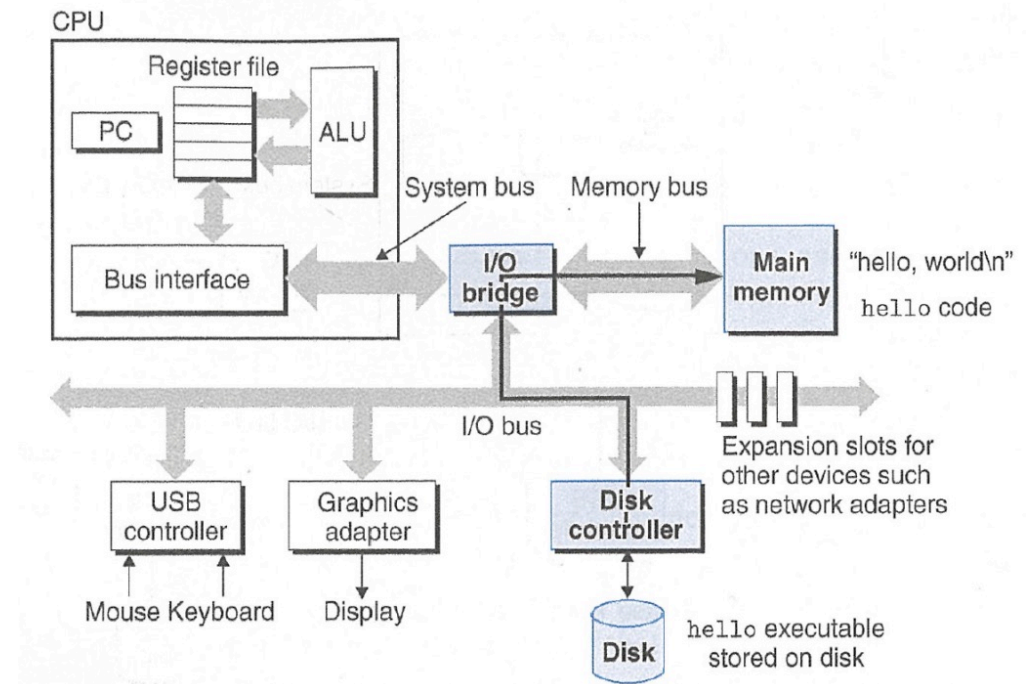 CPU
Register file
PC
ALU
System bus
Memory bus
Bus interface
I/O
bridge
Main
memory
"hello, world\n"
hello code
I/O bus
Expansion slots for
other devices such
as network adapters
USB
controller
Graphics
adapter
Disk
controller
Mouse Keyboard
Display
Disk
hello executable
stored on disk